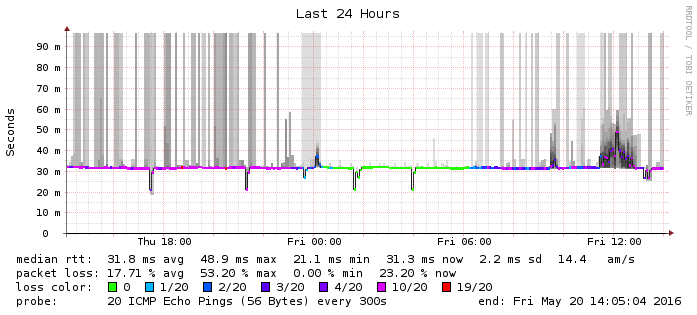 Last 24 Hours
RRDTOOL / TOBI OETIKER
Seconds
90 m
80 m
70 m
60 m
50 m
40 m
30 m
20 m
10 m
0
Thu 18:00 Fri 00:00 Fri 06:00 Fri 12:00
median rtt: 31.8 ms avg 48.9 ms max 21.1 ms min 31.3 ms now 2.2 ms sd 14.4 am/s
packet loss: 17.71 % avg 53.20 % max 0.00 % min 23.20 % now
loss color: 0 1/20 2/20 3/20 4/20 10/20 19/20
probe: 20 ICMP Echo Pings (56 Bytes) every 300s end: Fri May 20 14:05:04 2016